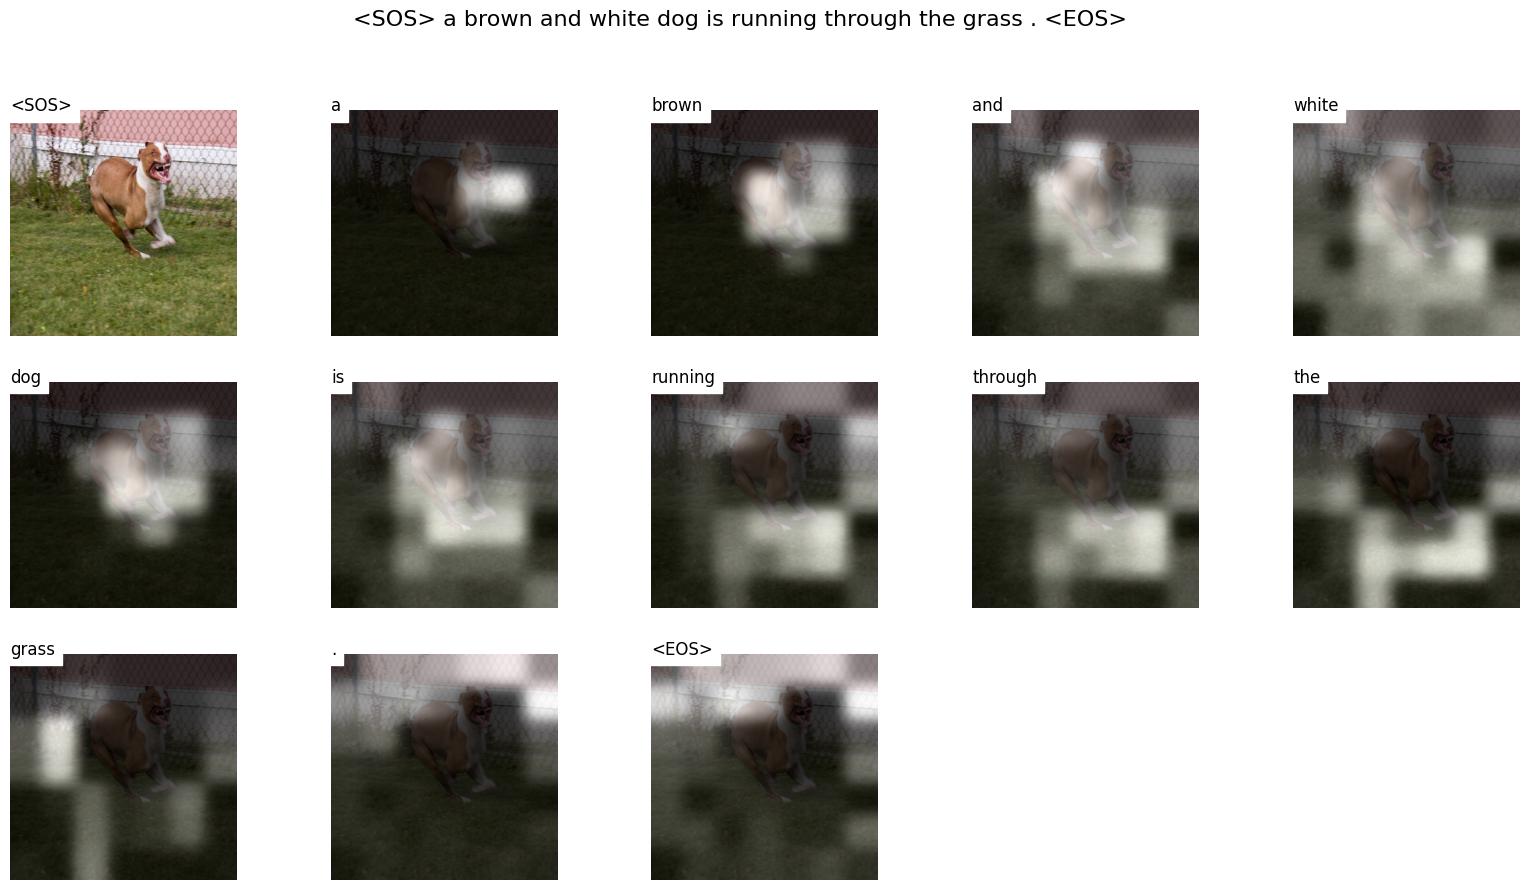 <SOS> a brown and white dog is running through the grass . <EOS>
<SOS>
a
brown
and
white
dog
is
running
through
the
grass
.
<EOS>